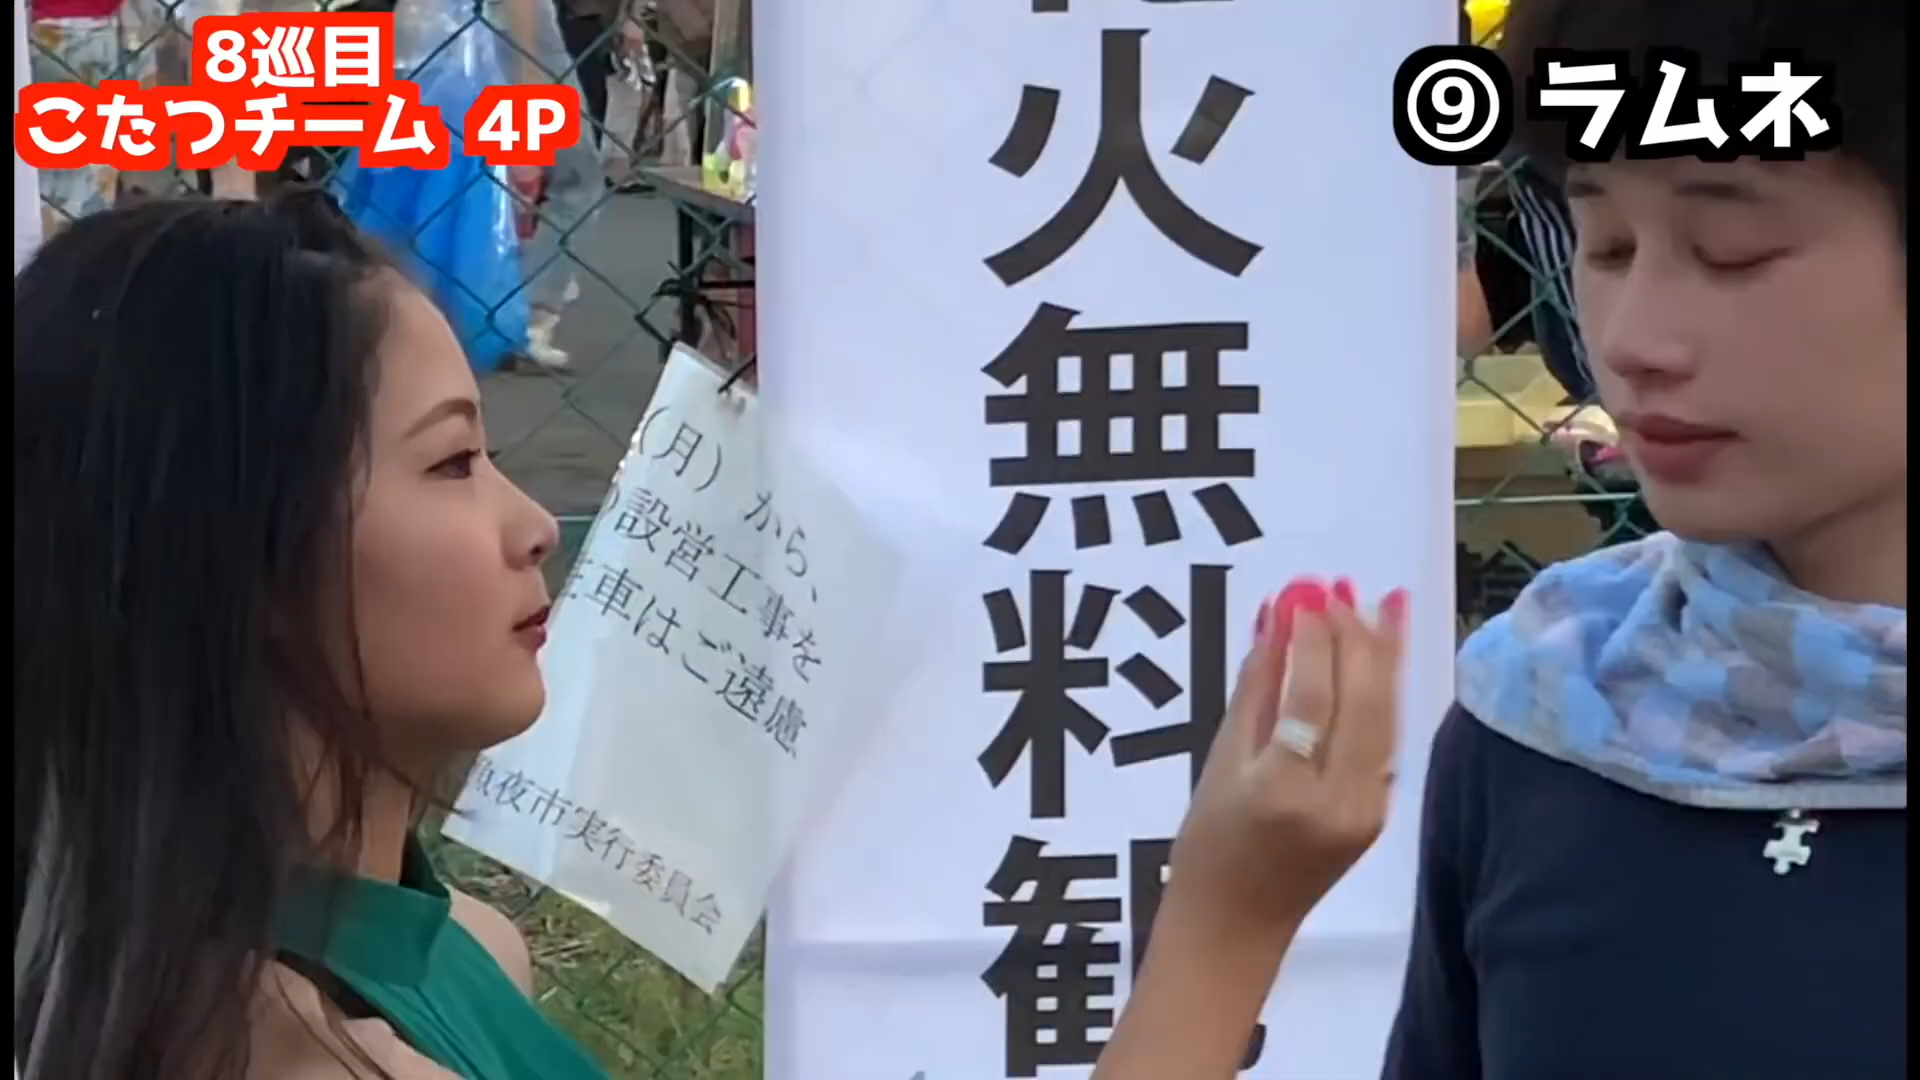 8巡目
こたつチーム 4P
⑨ ラムネ
火無料観
(月)から、
設営工事を
車はご遠慮
夜市実行委員会